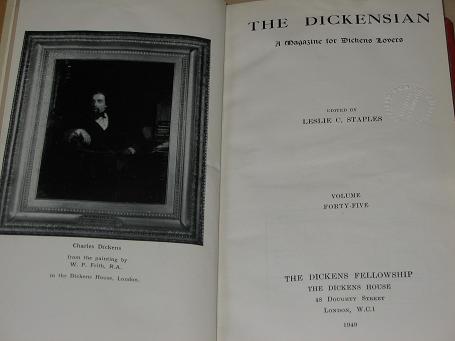 Charles Dickens
from the painting by
W. P. Frith, R.A.
in the Dickens House, London.
THE DICKENSIAN
A Magazine for Dickens Lovers
EDITED BY
LESLIE C. STAPLES
VOLUME
FORTY-FIVE
THE DICKENS FELLOWSHIP
THE DICKENS HOUSE
48 DOUGHTY STREET
LONDON, W.C.1
1949